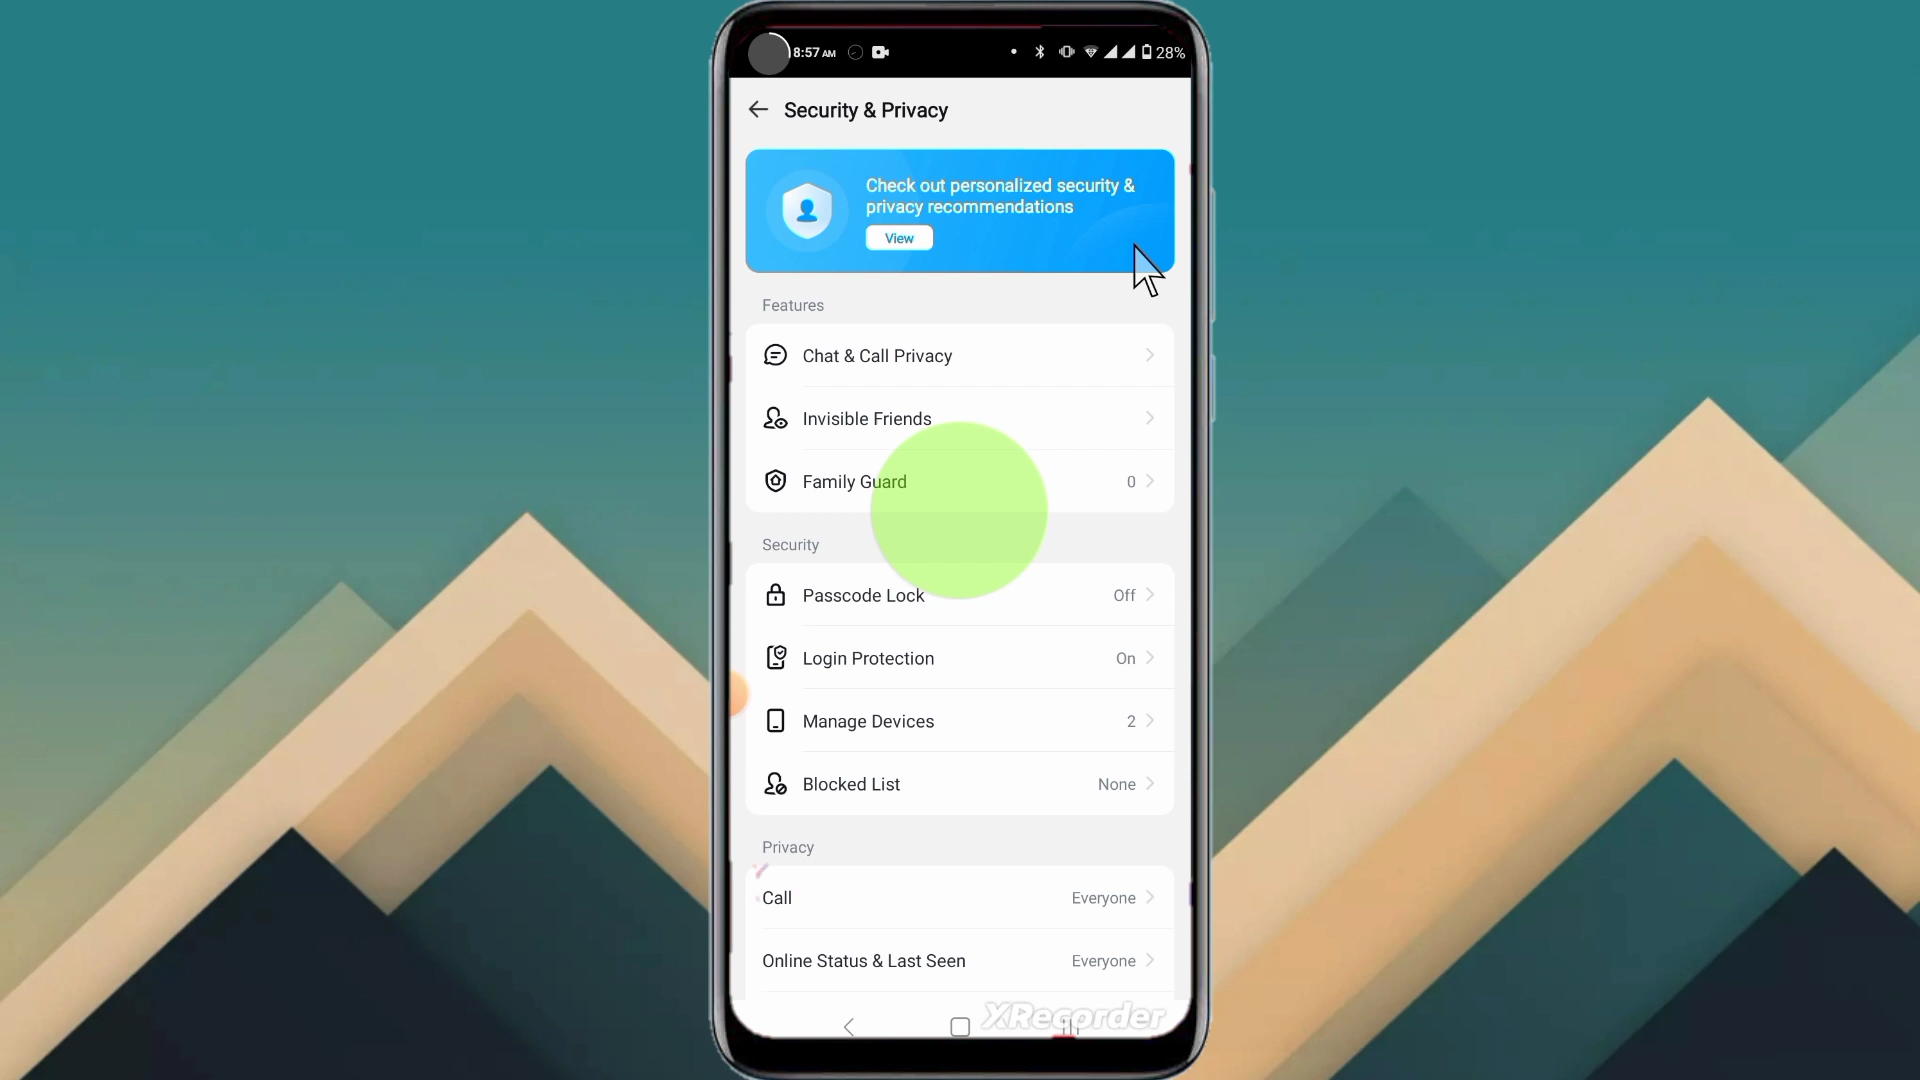 8:57 AM
28%
Security & Privacy
Check out personalized security &
privacy recommendations
View
Features
Chat & Call Privacy
Invisible Friends
Family Guard 0
Security
Passcode Lock Off
Login Protection On
Manage Devices 2
Blocked List None
Privacy
Call Everyone
Online Status & Last Seen Everyone
XRecorder